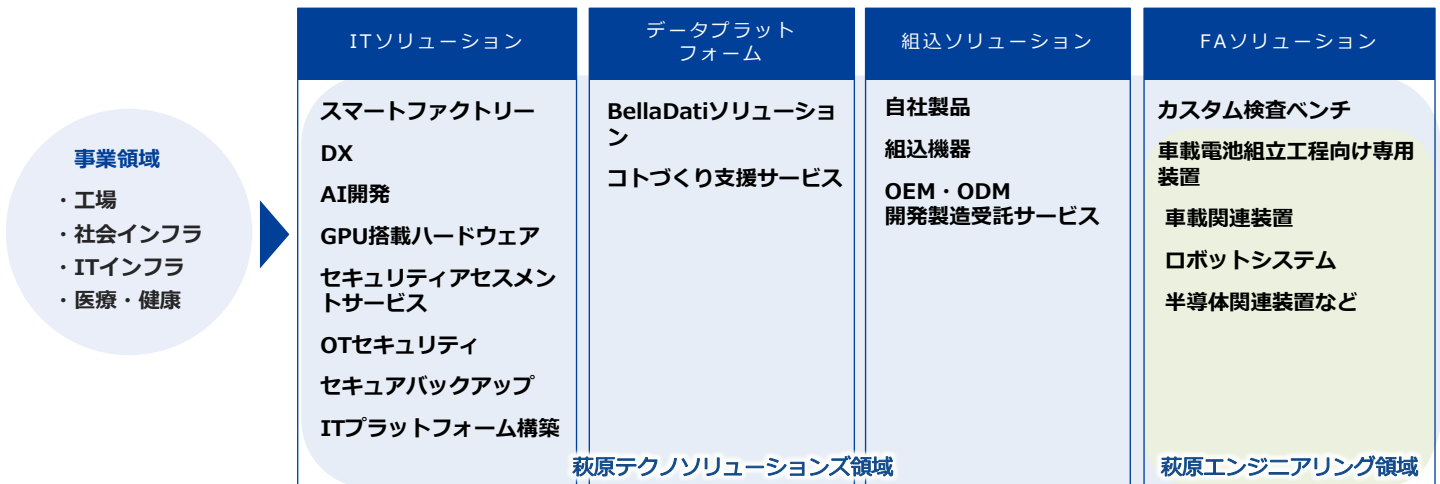 事業領域
・工場
・社会インフラ
・ITインフラ
・医療・健康
ITソリューション
スマートファクトリー
DX
AI開発
GPU搭載ハードウェア
セキュリティアセスメン
トサービス
OTセキュリティ
セキュアバックアップ
ITプラットフォーム構築
データプラット
フォーム
BellaDatiソリューショ
ン
コトづくり支援サービス
組込ソリューション
自社製品
組込機器
OEM・ODM
開発製造受託サービス
FAソリューション
カスタム検査ベンチ
車載電池組立工程向け専用
装置
車載関連装置
ロボットシステム
半導体関連装置など
萩原テクノソリューションズ領域
萩原エンジニアリング領域